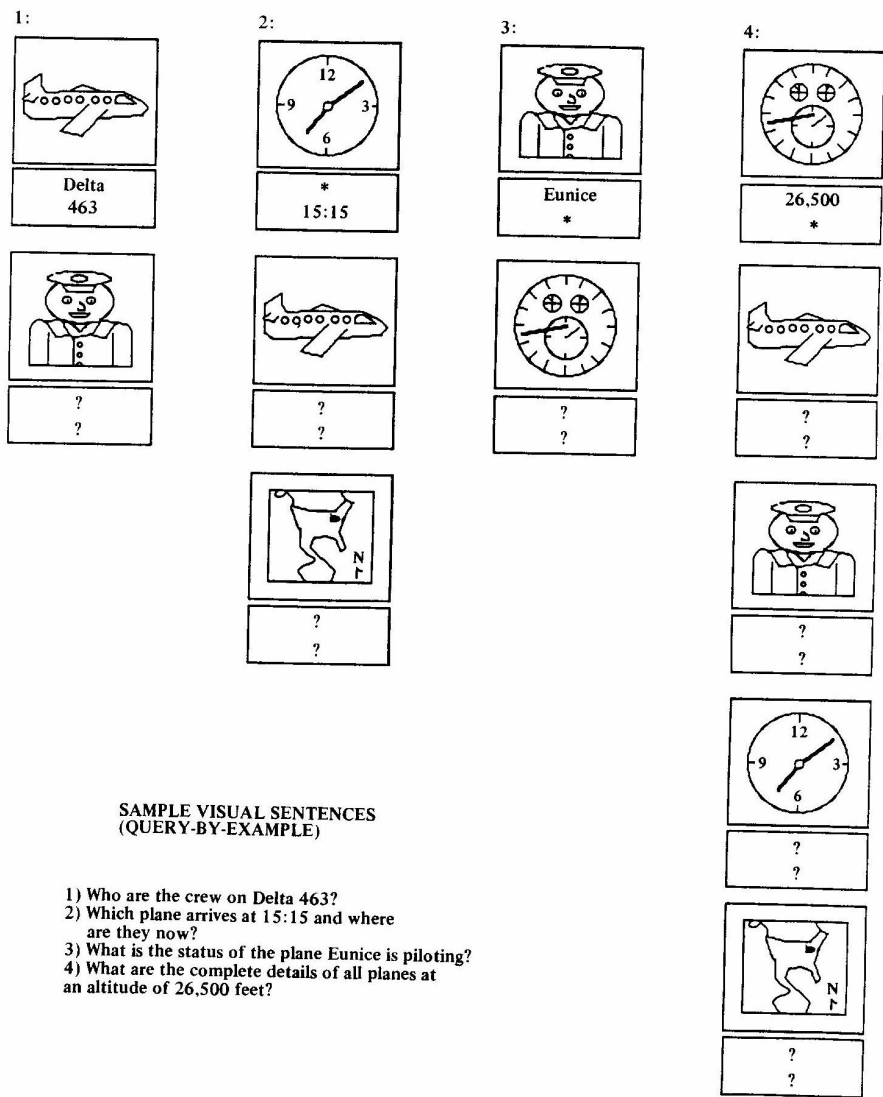 1:
Delta
463
?
?
2:
12
9
3
6
*
15:15
?
?
N
?
?
3:
Eunice
*
?
?
4:
26,500
*
?
?
?
?
12
9
3
6
?
?
N
?
?
SAMPLE VISUAL SENTENCES
(QUERY-BY-EXAMPLE)
1) Who are the crew on Delta 463?
2) Which plane arrives at 15:15 and where
are they now?
3) What is the status of the plane Eunice is piloting?
4) What are the complete details of all planes at
an altitude of 26,500 feet?